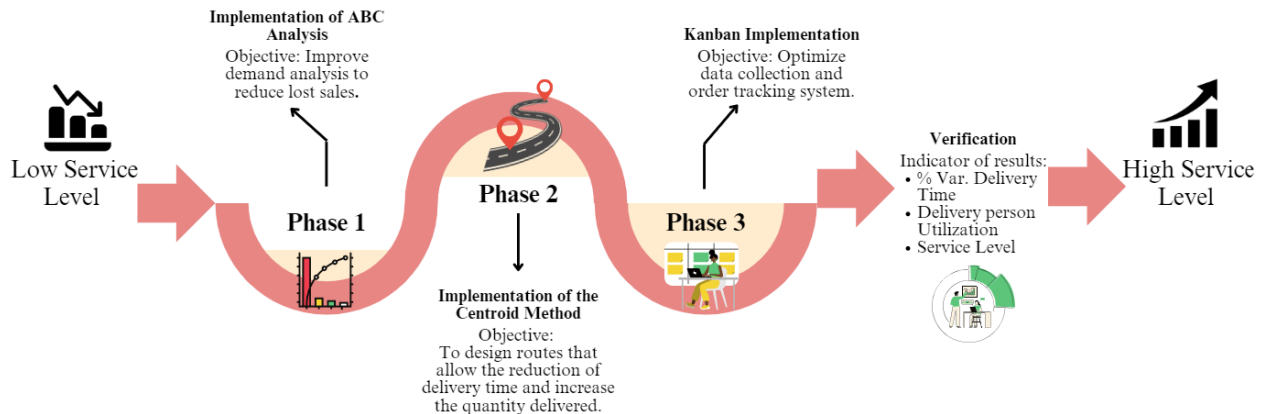 Low Service
Level
Implementation of ABC
Analysis
Objective: Improve
demand analysis to
reduce lost sales.
Phase 1
Phase 2
Implementation of the
Centroid Method
Objective:
To design routes that
allow the reduction of
delivery time and increase
the quantity delivered.
Kanban Implementation
Objective: Optimize
data collection and
order tracking system.
Phase 3
Verification
Indicator of results:
• % Var. Delivery
Time
• Delivery person
Utilization
• Service Level
High Service
Level